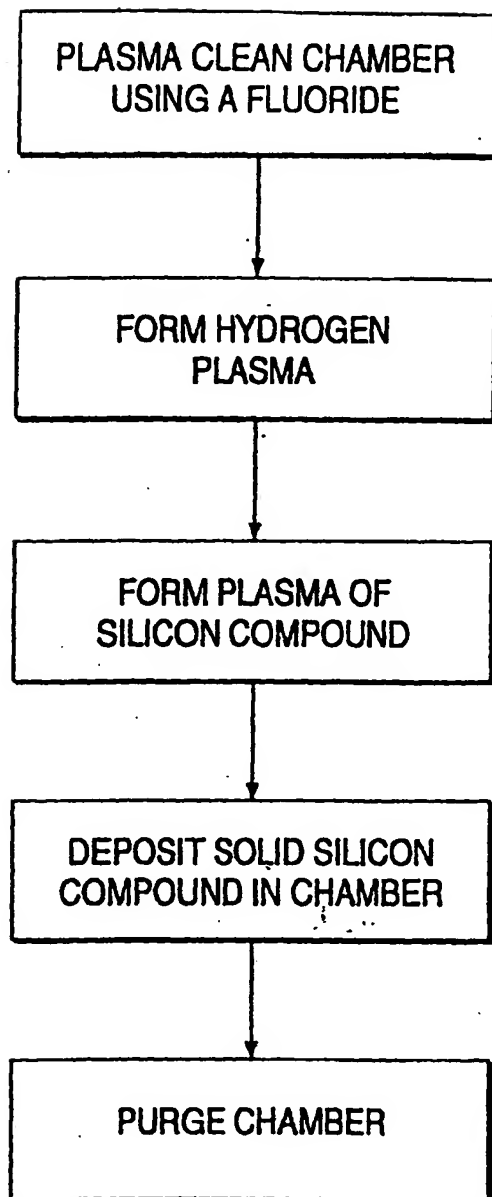 PLASMA CLEAN CHAMBER
USING A FLUORIDE
FORM HYDROGEN
PLASMA
FORM PLASMA OF
SILICON COMPOUND
DEPOSIT SOLID SILICON
COMPOUND IN CHAMBER
PURGE CHAMBER